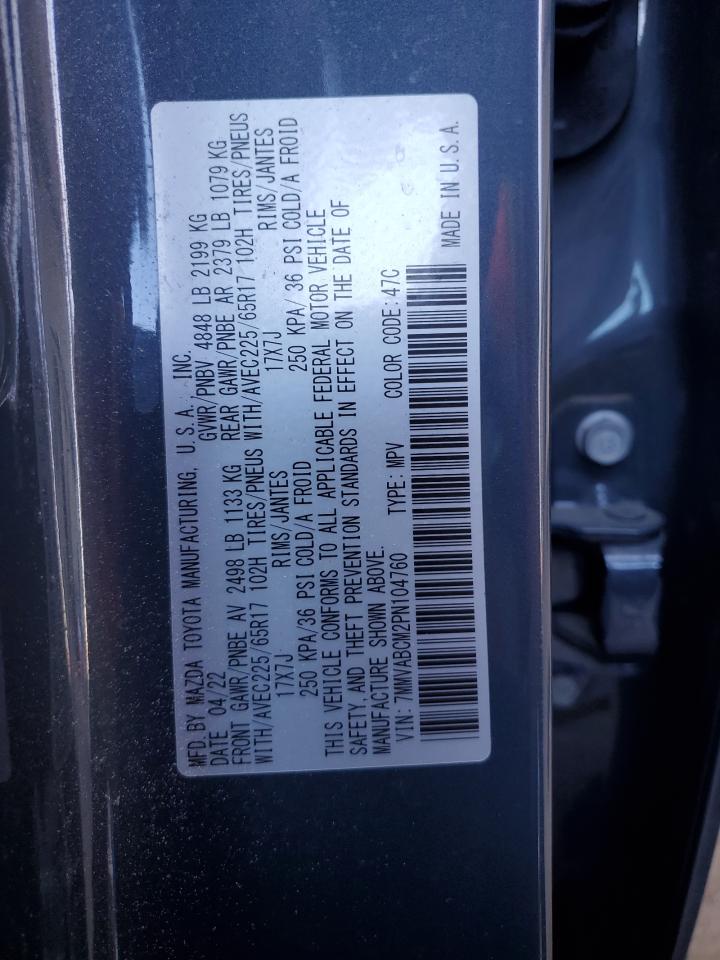 MFD. BY MAZDA TOYOTA MANUFACTURING, U.S.A. INC.
DATE 04/22 GVWR/PNBV 4848 LB 2199 KG
FRONT GAWR/PNBE AV 2498 LB 1133 KG REAR GAWR/PNBE AR 2379 LB 1079 KG
WITH/AVEC225/65R17 102H TIRES/PNEUS WITH/AVEC225/65R17 102H TIRES/PNEUS
17X7J RIMS/JANTES 17X7J RIMS/JANTES
250 KPA/36 PSI COLD/A FROID 250 KPA/ 36 PSI COLD/A FROID
THIS VEHICLE CONFORMS TO ALL APPLICABLE FEDERAL MOTOR VEHICLE
SAFETY AND THEFT PREVENTION STANDARDS IN EFFECT ON THE DATE OF
MANUFACTURE SHOWN ABOVE.
VIN: 7MMVABCM2PN104760 TYPE: MPV COLOR CODE: 47C
MADE IN U.S.A.